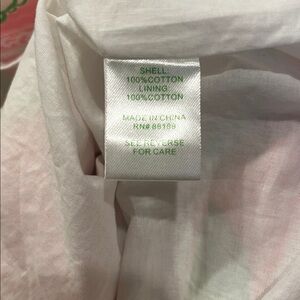 SHELL:
100%COTTON
LINING:
100%COTTON
MADE IN CHINA
RN# 88189
SEE REVERSE
FOR CARE